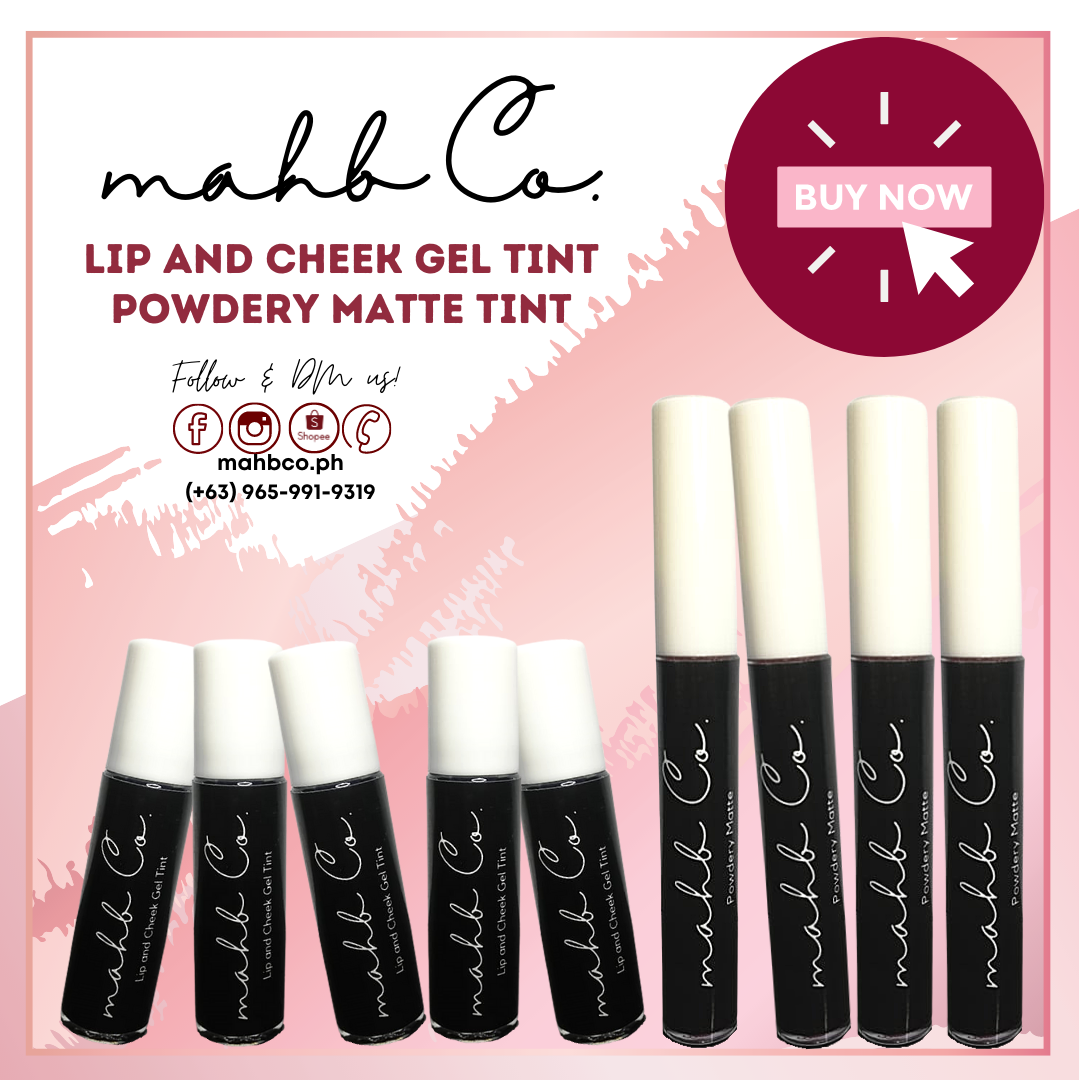 mahb Co.
LIP AND CHEEK GEL TINT
POWDERY MATTE TINT
BUY NOW
Follow & DM us!
f
S
Shopee
mahbco.ph
(+63) 965-991-9319
mahb Co.
Lip and Cheek Gel Tint
mahb Co.
Lip and Cheek Gel Tint
mahb Co.
Lip and Cheek Gel Tint
mahb Co.
Lip and Cheek Gel Tint
mahb Co.
Lip and Cheek Gel Tint
mahb Co.
Powdery Matte
mahb Co.
Powdery Matte
mahb Co.
Powdery Matte
mahb Co.
Powdery Matte